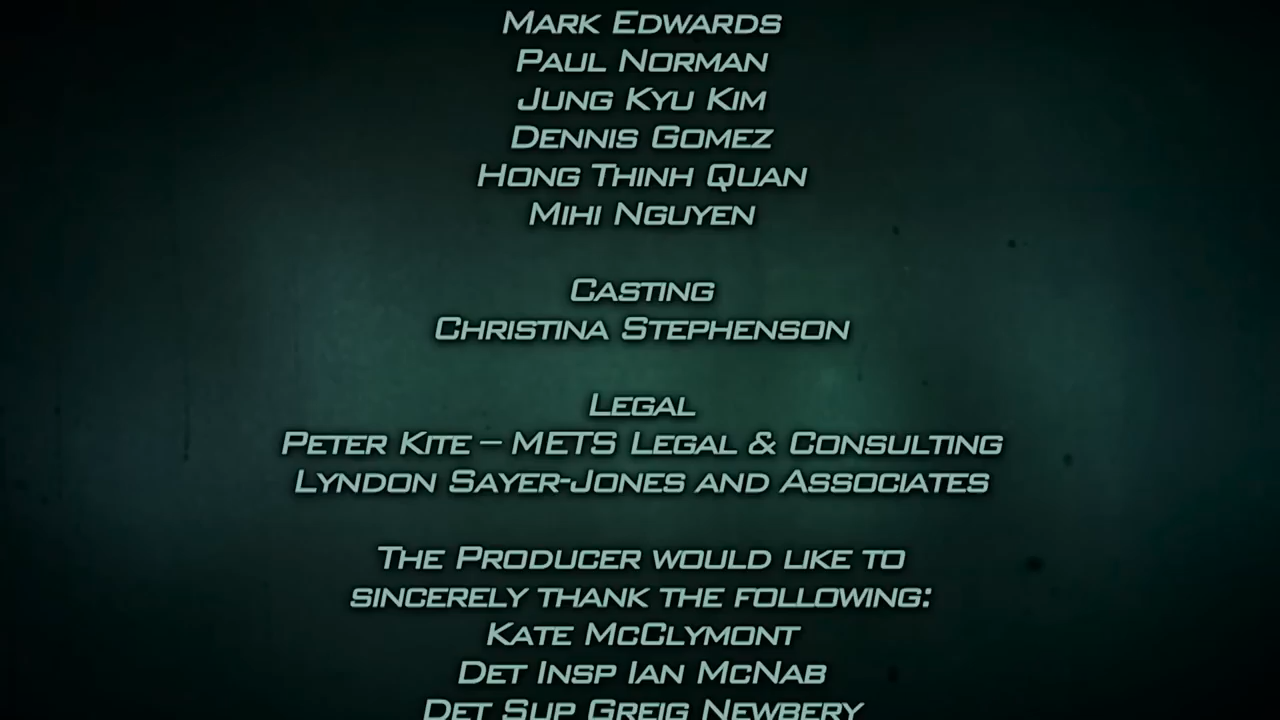 Mark Edwards
Paul Norman
Jung Kyu Kim
Dennis Gomez
Hong Thinh Quan
Mihi Nguyen
Casting
Christina Stephenson
Legal
Peter Kite – METS Legal & Consulting
Lyndon Sayer-Jones and Associates
The Producer would like to
sincerely thank the following:
Kate McClymont
Det Insp Ian McNab
Det Sup Greig Newbery